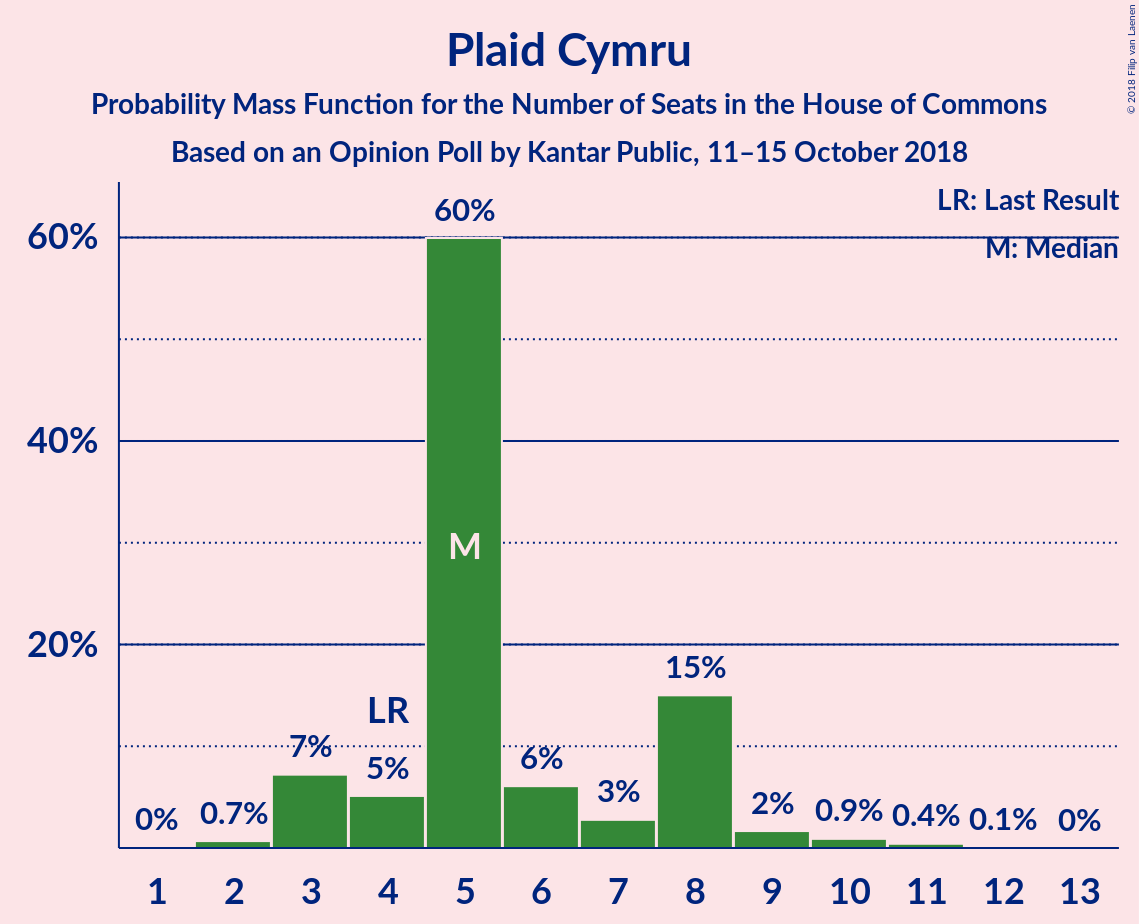 Plaid Cymru
Probability Mass Function for the Number of Seats in the House of Commons
Based on an Opinion Poll by Kantar Public, 11–15 October 2018
© 2018 Filip van Laenen
LR: Last Result
M: Median
60%
40%
20%
0%
0.7%
7%
5%
LR
60%
M
6%
3%
15%
2%
0.9%
0.4%
0.1%
0%
1 2 3 4 5 6 7 8 9 10 11 12 13